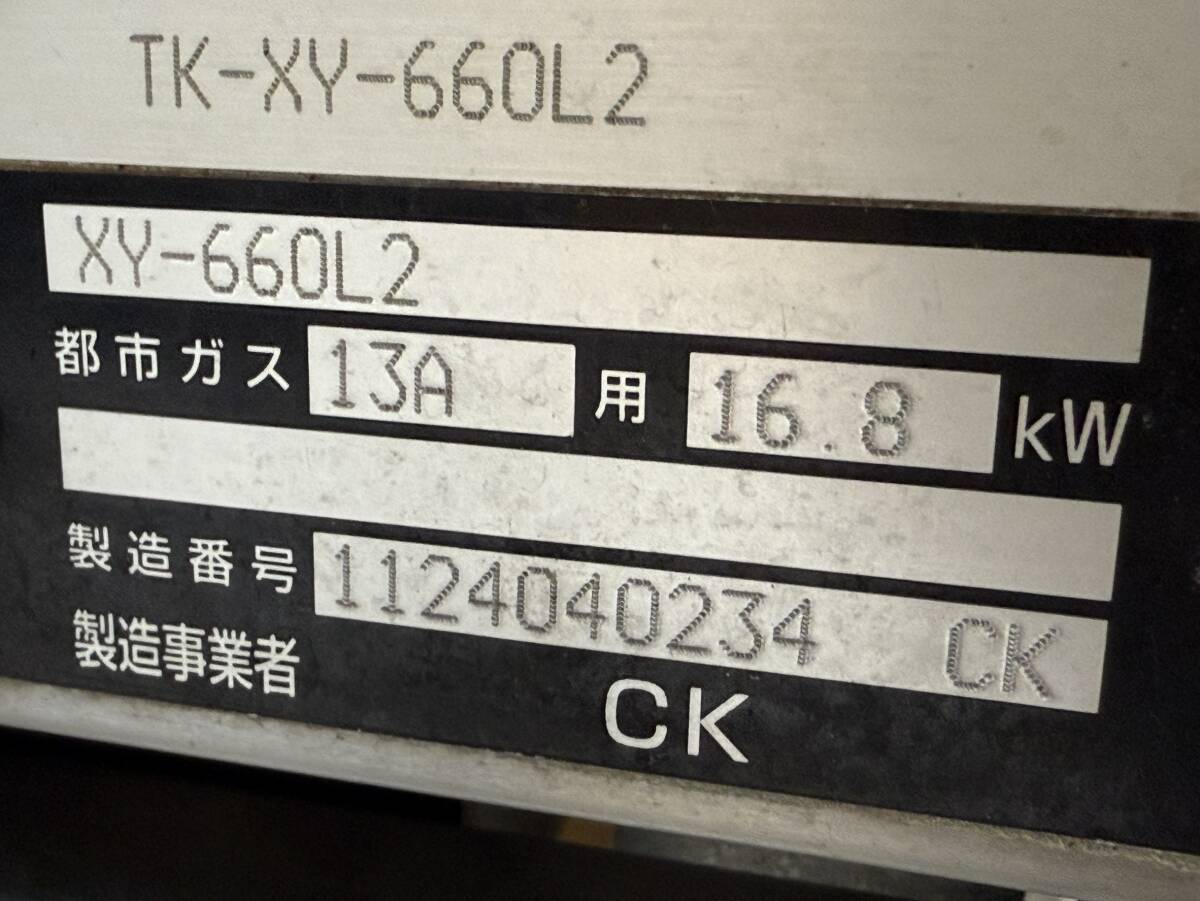 TK-XY-660L2
XY-660L2
都市ガス 13A 用 16.8 kW
製造番号 1124040234 CK
製造事業者 CK